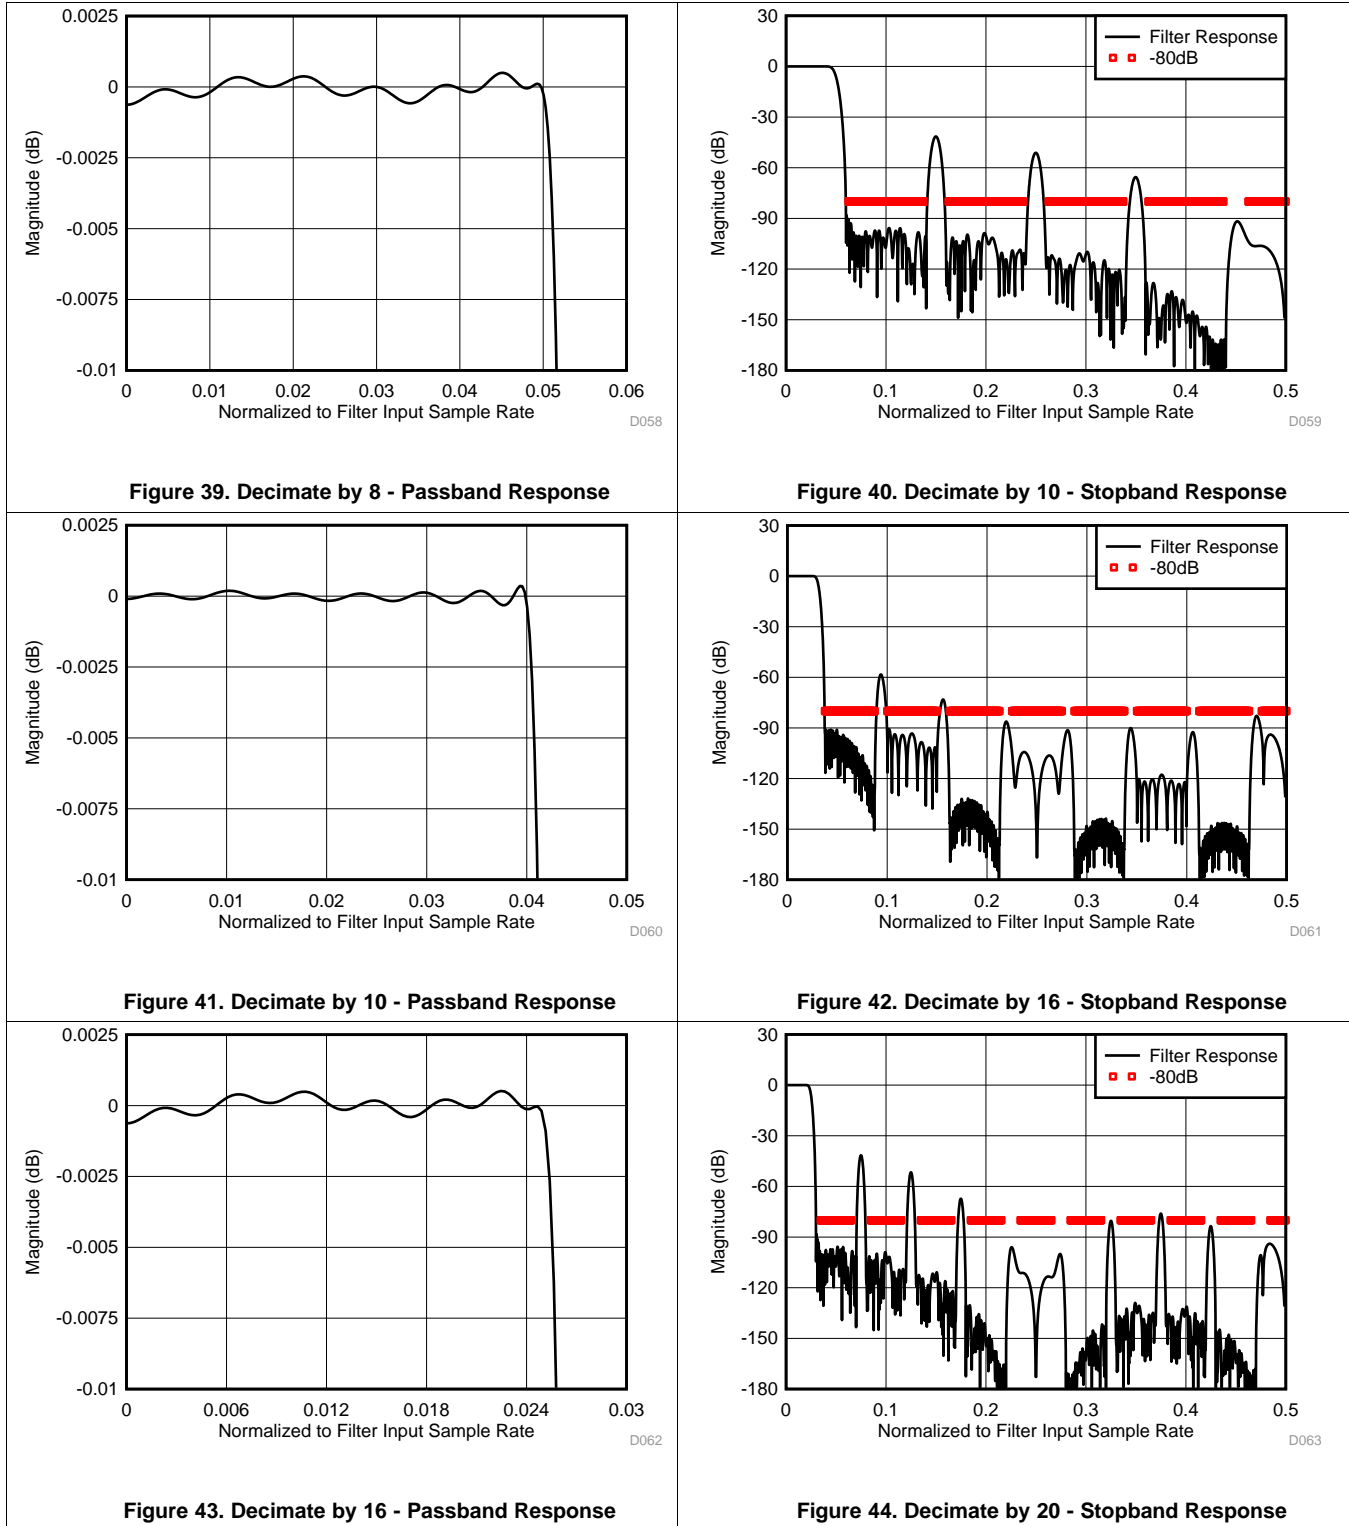 0.0025
0
-0.0025
-0.005
-0.0075
-0.01
Magnitude (dB)
0 0.01 0.02 0.03 0.04 0.05 0.06
Normalized to Filter Input Sample Rate
D058
Figure 39. Decimate by 8 - Passband Response
30
0
-30
-60
-90
-120
-150
-180
Magnitude (dB)
Filter Response
-80dB
0 0.1 0.2 0.3 0.4 0.5
Normalized to Filter Input Sample Rate
D059
Figure 40. Decimate by 10 - Stopband Response
0.0025
0
-0.0025
-0.005
-0.0075
-0.01
Magnitude (dB)
0 0.01 0.02 0.03 0.04 0.05
Normalized to Filter Input Sample Rate
D060
Figure 41. Decimate by 10 - Passband Response
30
0
-30
-60
-90
-120
-150
-180
Magnitude (dB)
Filter Response
-80dB
0 0.1 0.2 0.3 0.4 0.5
Normalized to Filter Input Sample Rate
D061
Figure 42. Decimate by 16 - Stopband Response
0.0025
0
-0.0025
-0.005
-0.0075
-0.01
Magnitude (dB)
0 0.006 0.012 0.018 0.024 0.03
Normalized to Filter Input Sample Rate
D062
Figure 43. Decimate by 16 - Passband Response
30
0
-30
-60
-90
-120
-150
-180
Magnitude (dB)
Filter Response
-80dB
0 0.1 0.2 0.3 0.4 0.5
Normalized to Filter Input Sample Rate
D063
Figure 44. Decimate by 20 - Stopband Response